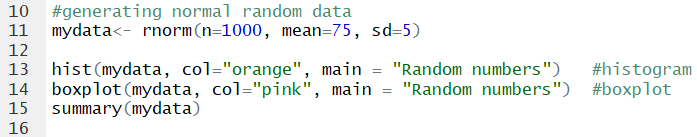 10 #generating normal random data
11 mydata<- rnorm(n=1000, mean=75, sd=5)
12
13 hist(mydata, col="orange", main = "Random numbers")   #histogram
14 boxplot(mydata, col="pink", main = "Random numbers")  #boxplot
15 summary(mydata)
16